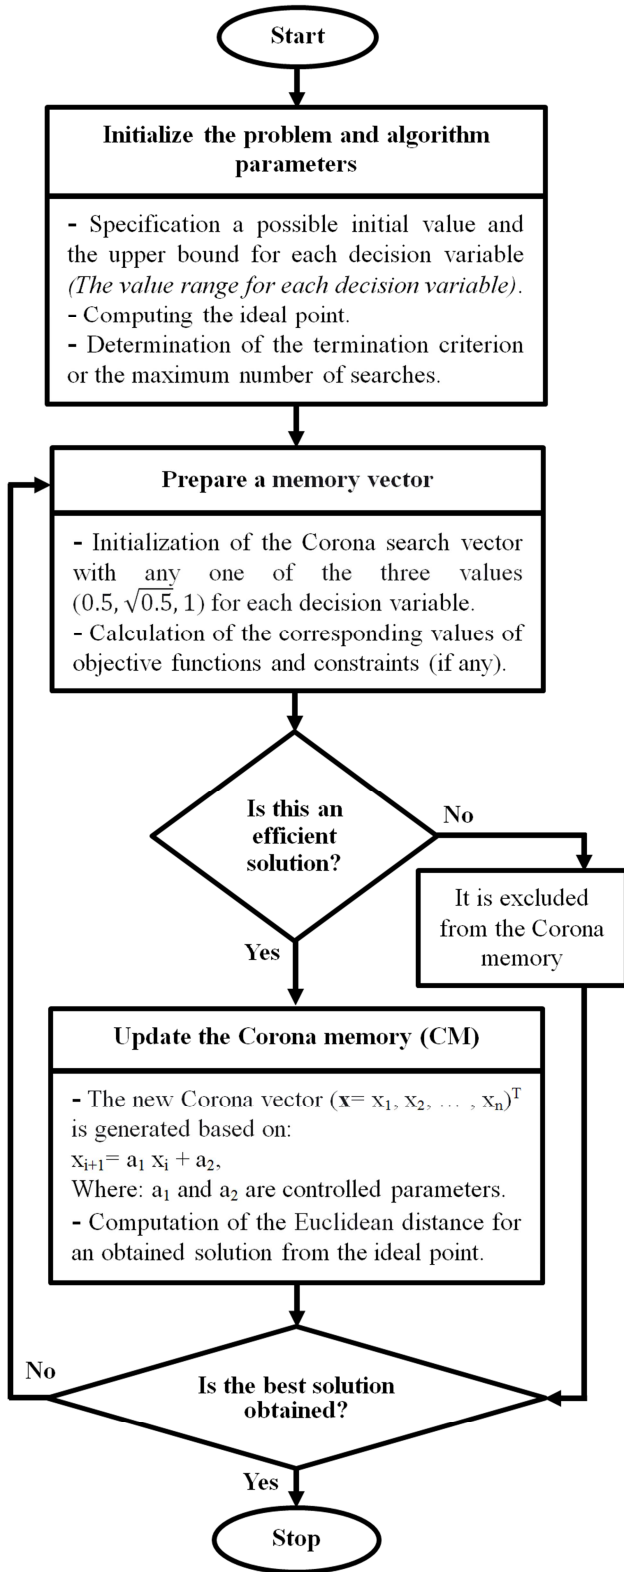 Start
Initialize the problem and algorithm
parameters
- Specification a possible initial value and
the upper bound for each decision variable
(The value range for each decision variable).
- Computing the ideal point.
- Determination of the termination criterion
or the maximum number of searches.
Prepare a memory vector
- Initialization of the Corona search vector
with any one of the three values
(0.5, √0.5, 1) for each decision variable.
- Calculation of the corresponding values of
objective functions and constraints (if any).
Is this an
efficient
solution?
No
It is excluded
from the Corona
memory
Yes
Update the Corona memory (CM)
- The new Corona vector (x= x₁, x₂, … , xₙ)ᵀ
is generated based on:
xᵢ₊₁= a₁ xᵢ + a₂,
Where: a₁ and a₂ are controlled parameters.
- Computation of the Euclidean distance for
an obtained solution from the ideal point.
No
Is the best solution
obtained?
Yes
Stop